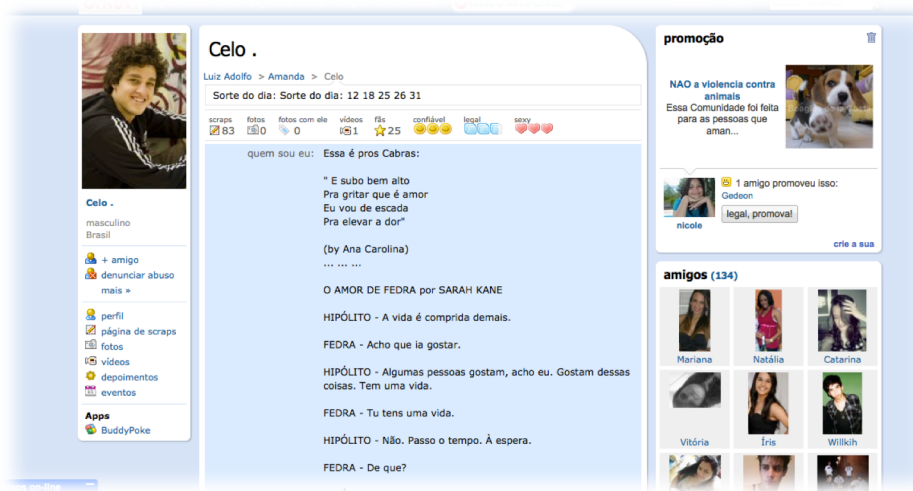 Celo .
masculino
Brasil
+ amigo
denunciar abuso
mais »
perfil
página de scraps
fotos
vídeos
depoimentos
eventos
Apps
BuddyPoke
Celo .
Luiz Adolfo > Amanda > Celo
Sorte do dia: Sorte do dia: 12 18 25 26 31
scraps fotos fotos com ele vídeos fãs confiável legal sexy
83 0 0 1 25
quem sou eu: Essa é pros Cabras:
" E subo bem alto
Pra gritar que é amor
Eu vou de escada
Pra elevar a dor"
(by Ana Carolina)
... ... ...
O AMOR DE FEDRA por SARAH KANE
HIPÓLITO - A vida é comprida demais.
FEDRA - Acho que ia gostar.
HIPÓLITO - Algumas pessoas gostam, acho eu. Gostam dessas
coisas. Tem uma vida.
FEDRA - Tu tens uma vida.
HIPÓLITO - Não. Passo o tempo. À espera.
FEDRA - De que?
promoção
NAO a violencia contra
animais
Essa Comunidade foi feita
para as pessoas que
aman...
1 amigo promoveu isso:
Gedeon
legal, promova!
nicole
crie a sua
amigos (134)
Mariana Natália Catarina
Vitória Íris Willkih